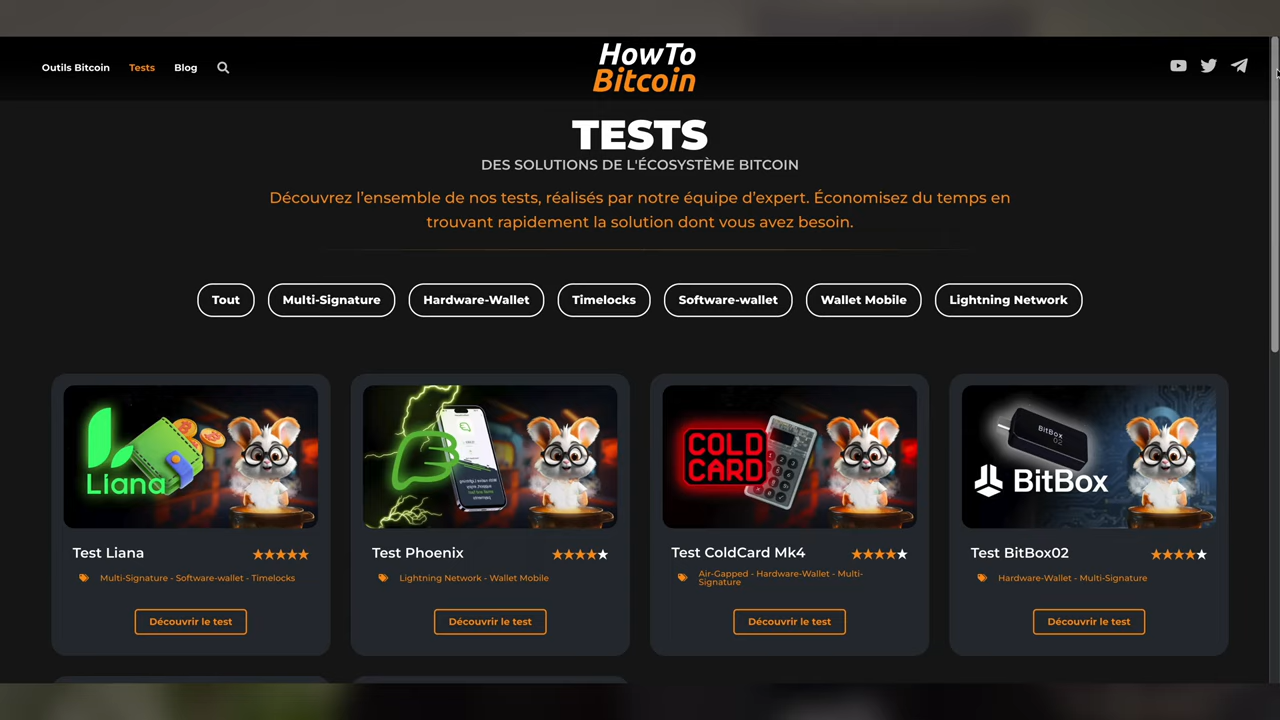 Outils Bitcoin
Tests
Blog
HowTo
Bitcoin
TESTS
DES SOLUTIONS DE L'ÉCOSYSTÈME BITCOIN
Découvrez l'ensemble de nos tests, réalisés par notre équipe d'expert. Économisez du temps en
trouvant rapidement la solution dont vous avez besoin.
Tout
Multi-Signature
Hardware-Wallet
Timelocks
Software-wallet
Wallet Mobile
Lightning Network
Liana
COLD
CARD
BitBox
02
BitBox
Test Liana
Multi-Signature - Software-wallet - Timelocks
Découvrir le test
Test Phoenix
Lightning Network - Wallet Mobile
Découvrir le test
Test ColdCard Mk4
Air-Gapped - Hardware-Wallet - Multi-
Signature
Découvrir le test
Test BitBox02
Hardware-Wallet - Multi-Signature
Découvrir le test